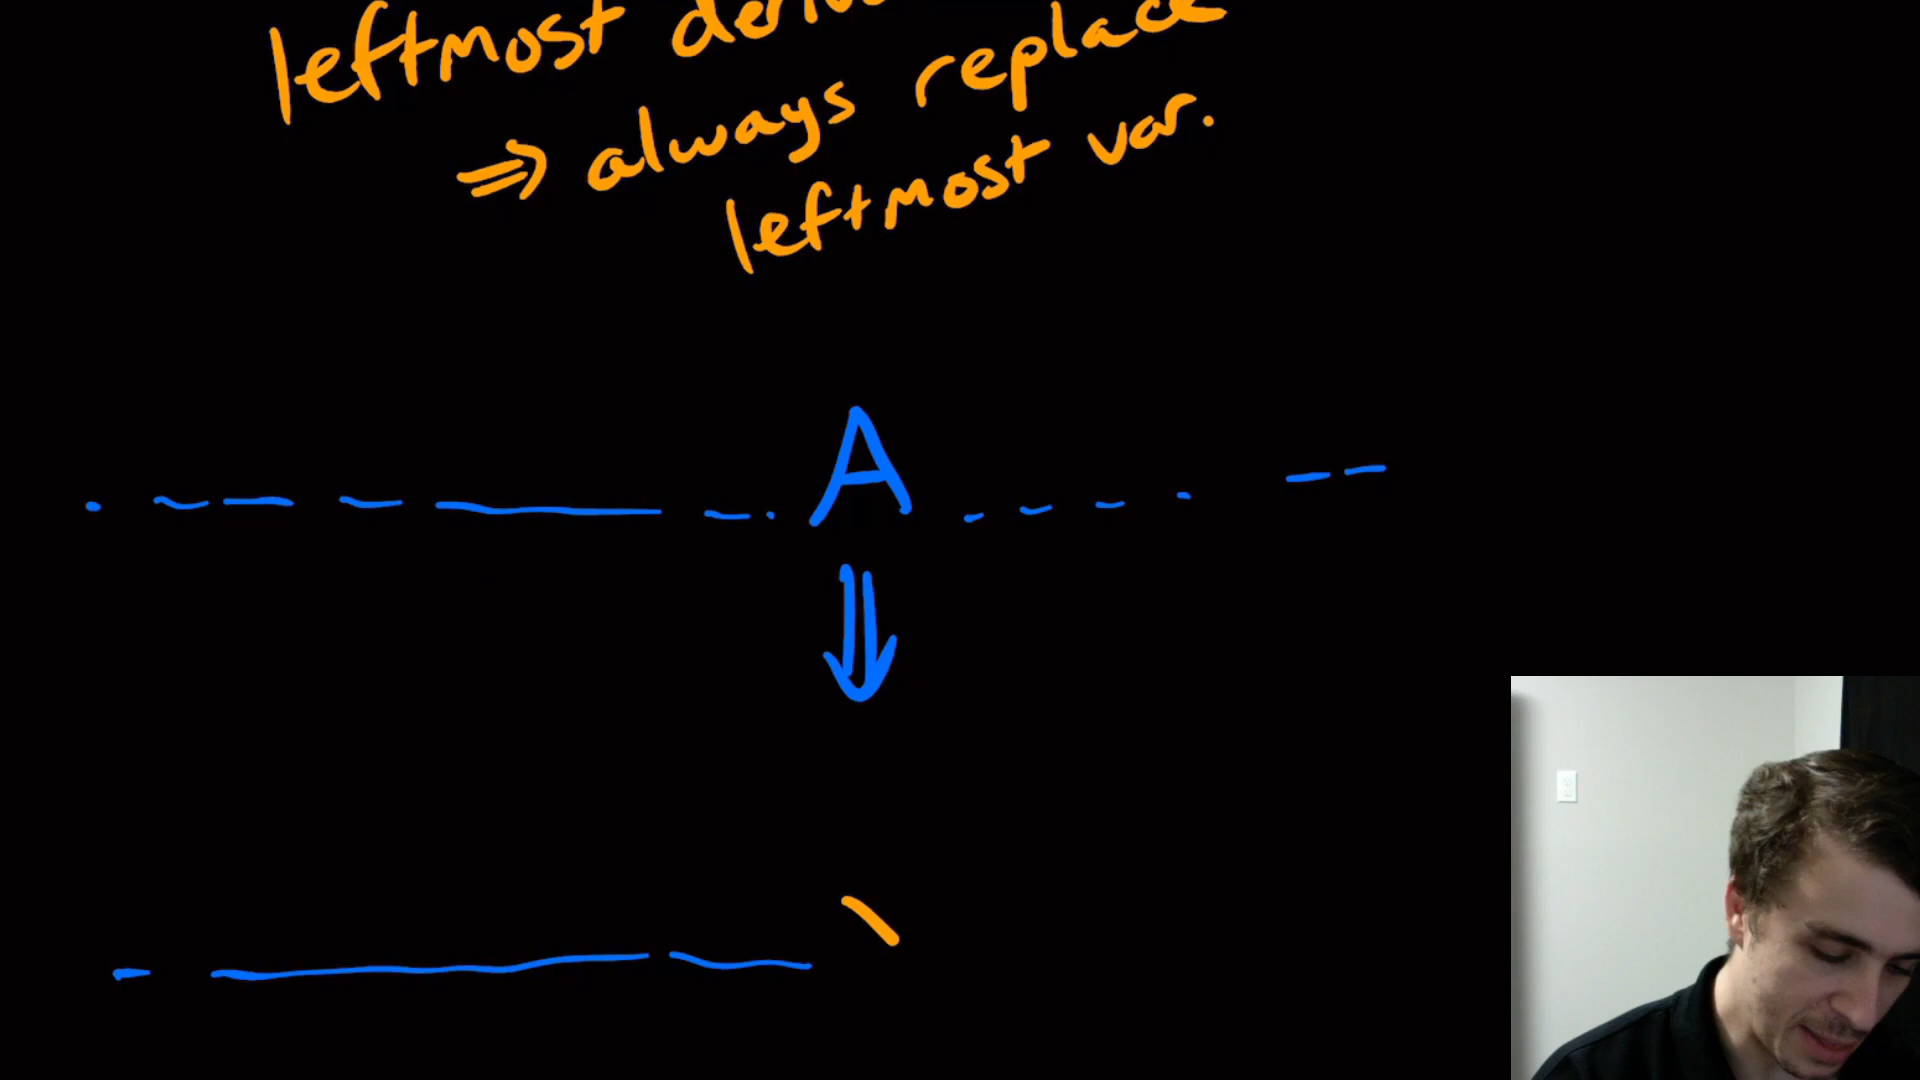 leftmost
⇒ always replace
leftmost var.
A